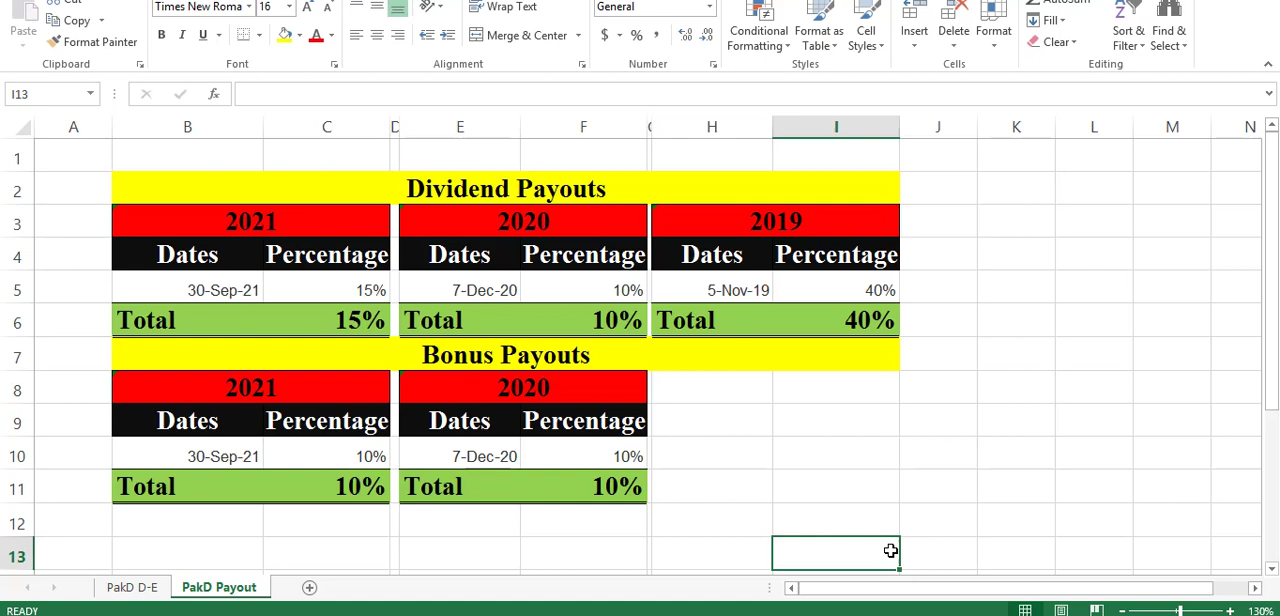 Cut
Times New Roma 16 A A Wrap Text General AutoSum
Paste Copy Format Painter
B I U A Merge & Center $ % , Conditional Formatting Format as Table Cell Styles Insert Delete Format Fill Clear Sort & Filter Find & Select
Clipboard Font Alignment Number Styles Cells Editing
I13 fx
A B C D E F G H I J K L M N
1
2 Dividend Payouts
3 2021 2020 2019
4 Dates Percentage Dates Percentage Dates Percentage
5 30-Sep-21 15% 7-Dec-20 10% 5-Nov-19 40%
6 Total 15% Total 10% Total 40%
7 Bonus Payouts
8 2021 2020
9 Dates Percentage Dates Percentage
10 30-Sep-21 10% 7-Dec-20 10%
11 Total 10% Total 10%
12
13
PakD D-E PakD Payout
READY 130%